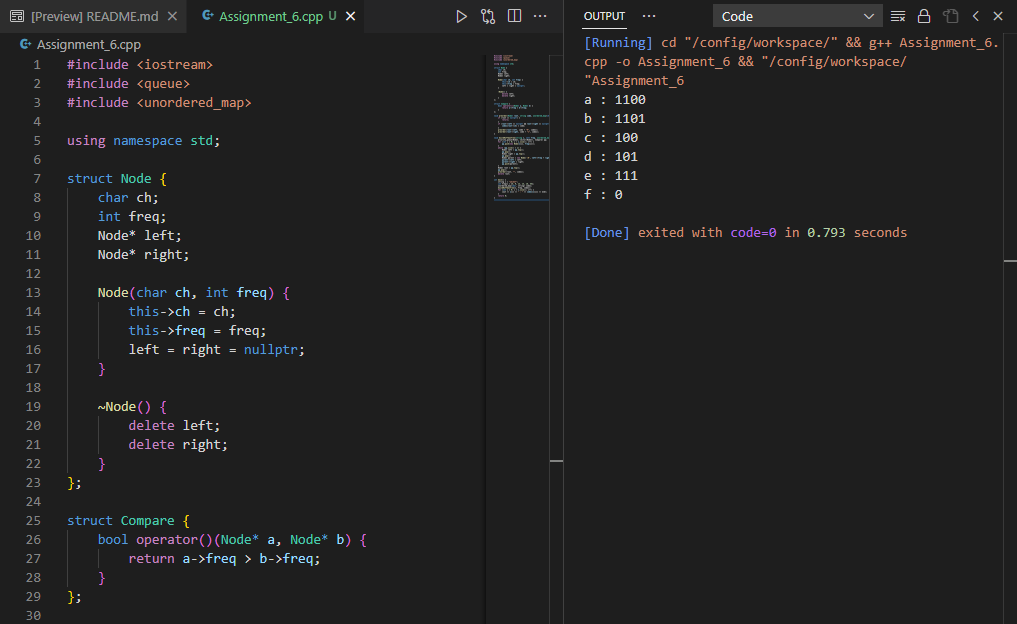 [Preview] README.md
Assignment_6.cpp U
OUTPUT
Code
Assignment_6.cpp
1 #include <iostream>
2 #include <queue>
3 #include <unordered_map>
4
5 using namespace std;
6
7 struct Node {
8 char ch;
9 int freq;
10 Node* left;
11 Node* right;
12
13 Node(char ch, int freq) {
14 this->ch = ch;
15 this->freq = freq;
16 left = right = nullptr;
17 }
18
19 ~Node() {
20 delete left;
21 delete right;
22 }
23 };
24
25 struct Compare {
26 bool operator()(Node* a, Node* b) {
27 return a->freq > b->freq;
28 }
29 };
30
[Running] cd "/config/workspace/" && g++ Assignment_6.
cpp -o Assignment_6 && "/config/workspace/
"Assignment_6
a : 1100
b : 1101
c : 100
d : 101
e : 111
f : 0
[Done] exited with code=0 in 0.793 seconds